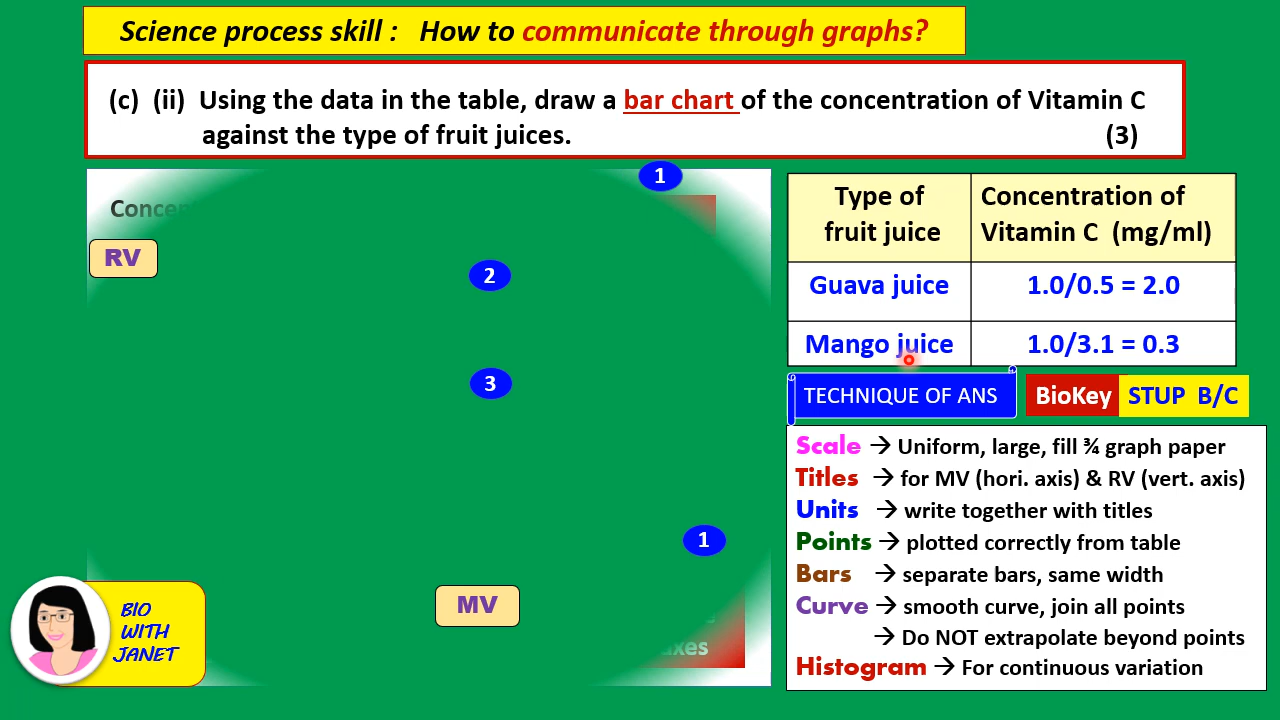 Science process skill : How to communicate through graphs?
(c) (ii) Using the data in the table, draw a bar chart of the concentration of Vitamin C
against the type of fruit juices. (3)
1
RV
2
3
1
MV
axes
BIO
WITH
JANET
Type of fruit juice
Concentration of Vitamin C (mg/ml)
Guava juice 1.0/0.5 = 2.0
Mango juice 1.0/3.1 = 0.3
TECHNIQUE OF ANS BioKey STUP B/C
Scale → Uniform, large, fill ¾ graph paper
Titles → for MV (hori. axis) & RV (vert. axis)
Units → write together with titles
Points → plotted correctly from table
Bars → separate bars, same width
Curve → smooth curve, join all points
→ Do NOT extrapolate beyond points
Histogram → For continuous variation